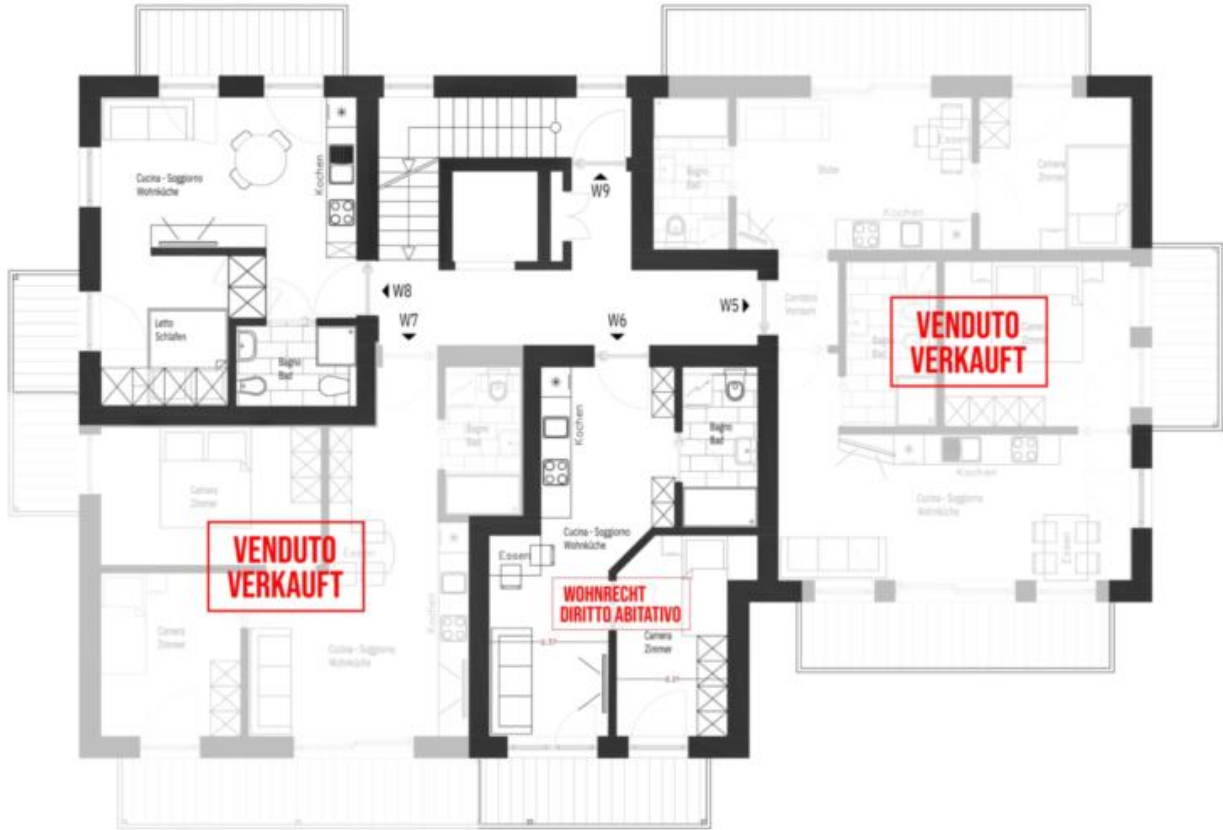 Cucina - Soggiorno
Wohnküche
Kochen
Letto
Schlafen
Bagno
Bad
W8
W7
W9
W6
W5
Bagno
Bad
Stube
Kochen
Essen
Camera
Zimmer
Corridoio
Vorraum
Bad
VENDUTO
VERKAUFT
Kochen
Cucina - Soggiorno
Wohnküche
Essen
Camera
Zimmer
Bagno
Bad
VENDUTO
VERKAUFT
Camera
Zimmer
Cucina - Soggiorno
Wohnküche
Kochen
Kochen
Bagno
Bad
Cucina - Soggiorno
Wohnküche
Essen
WOHNRECHT
DIRITTO ABITATIVO
Camera
Zimmer